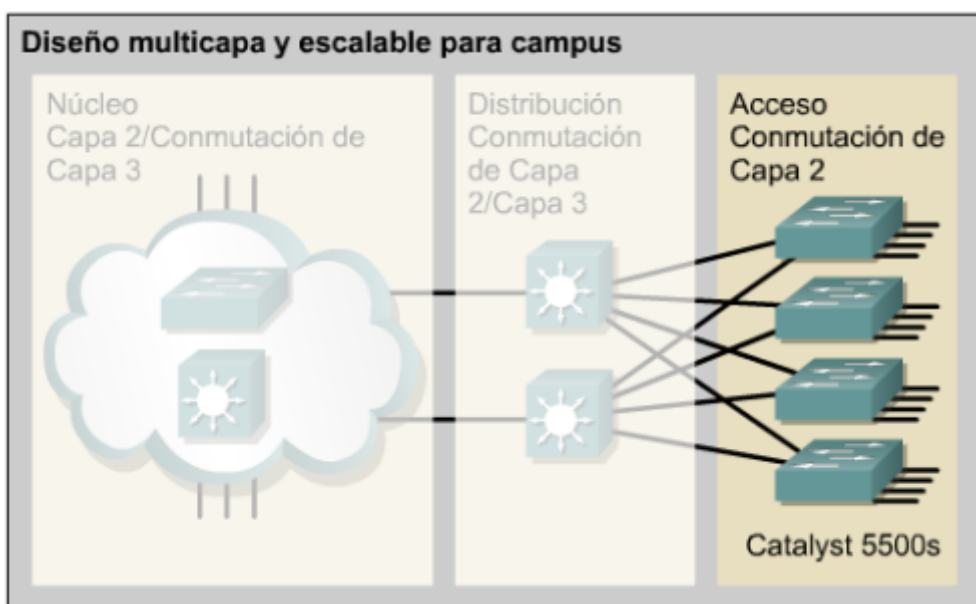 Diseño multicapa y escalable para campus
Núcleo
Capa 2/Conmutación de
Capa 3
Distribución
Conmutación
de Capa
2/Capa 3
Acceso
Conmutación de
Capa 2
Catalyst 5500s